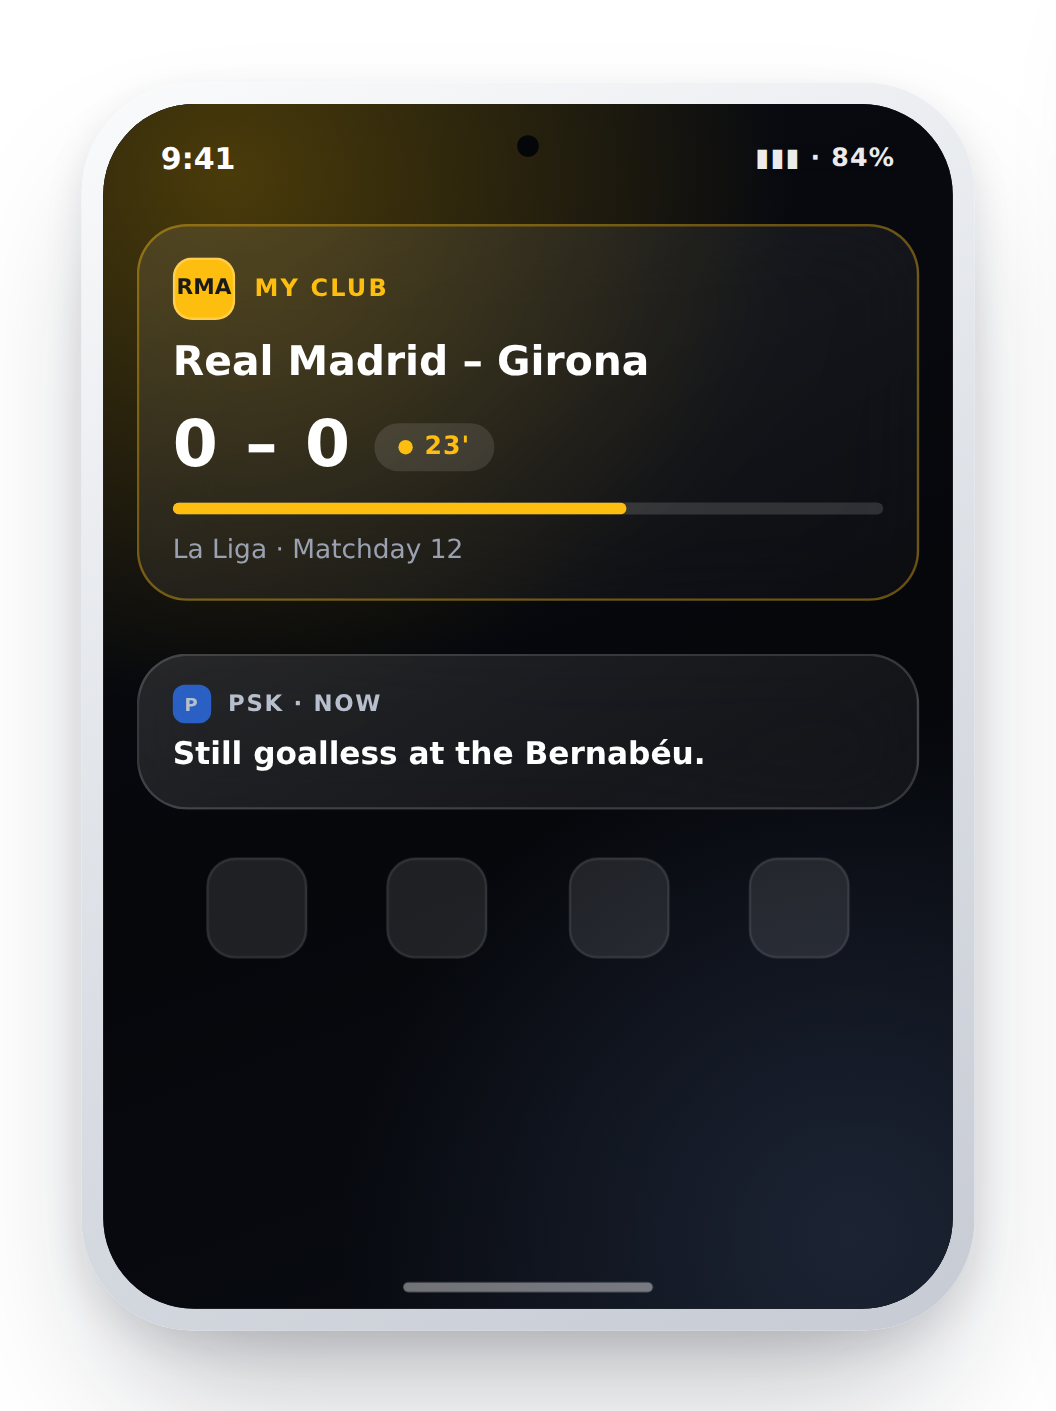 9:41
▮▮▮ · 84%
RMA MY CLUB
Real Madrid – Girona
0 – 0 23'
La Liga · Matchday 12
P PSK · NOW
Still goalless at the Bernabéu.